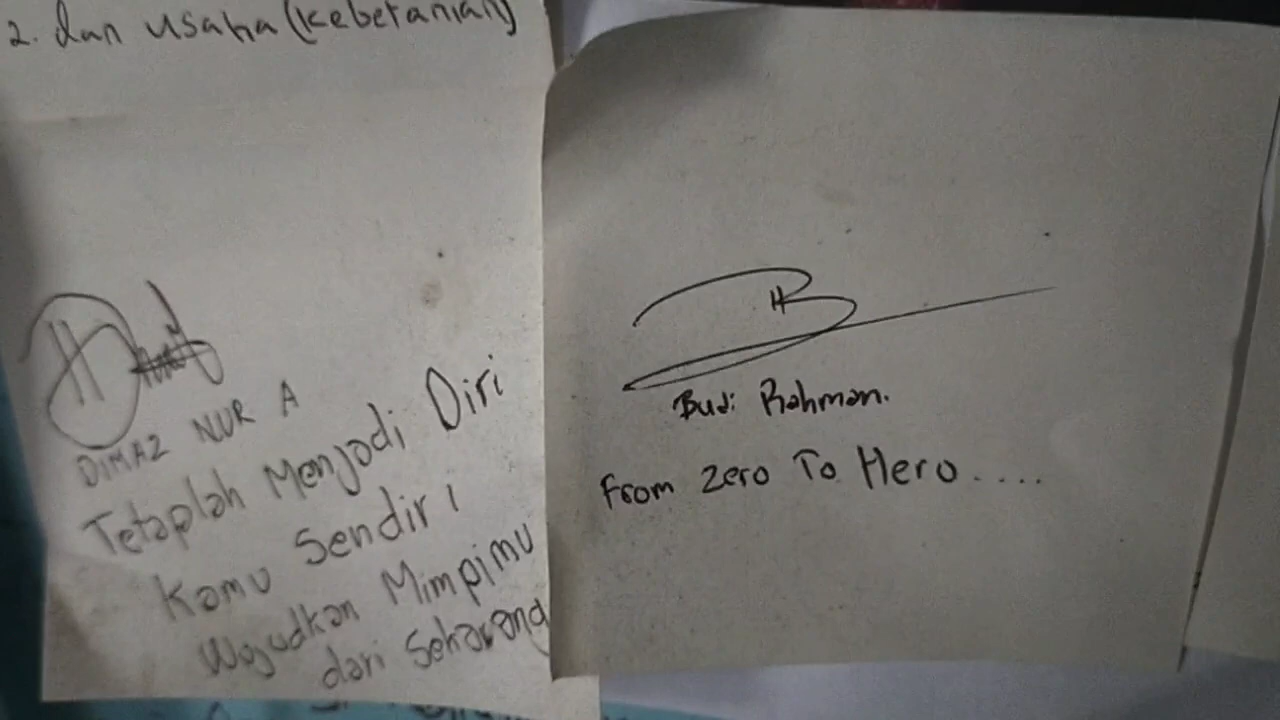 2. dan usaha (keberanian)
DIMAZ NUR A
Tetaplah Menjadi Diri
Kamu Sendiri
Wujudkan Mimpimu
dari Sekarang
Budi Rahman.
From Zero To Hero....